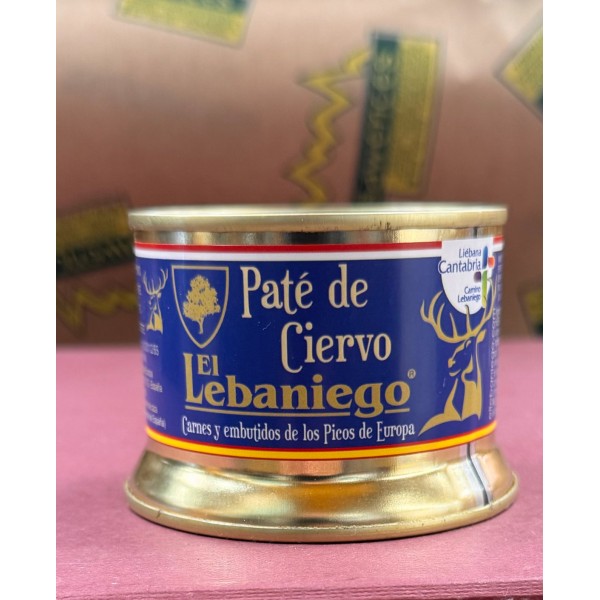 Paté de
Ciervo
El
Lebaniego®
Carnes y embutidos de los Picos de Europa
Liébana
Cantabria
Camino
Lebaniego